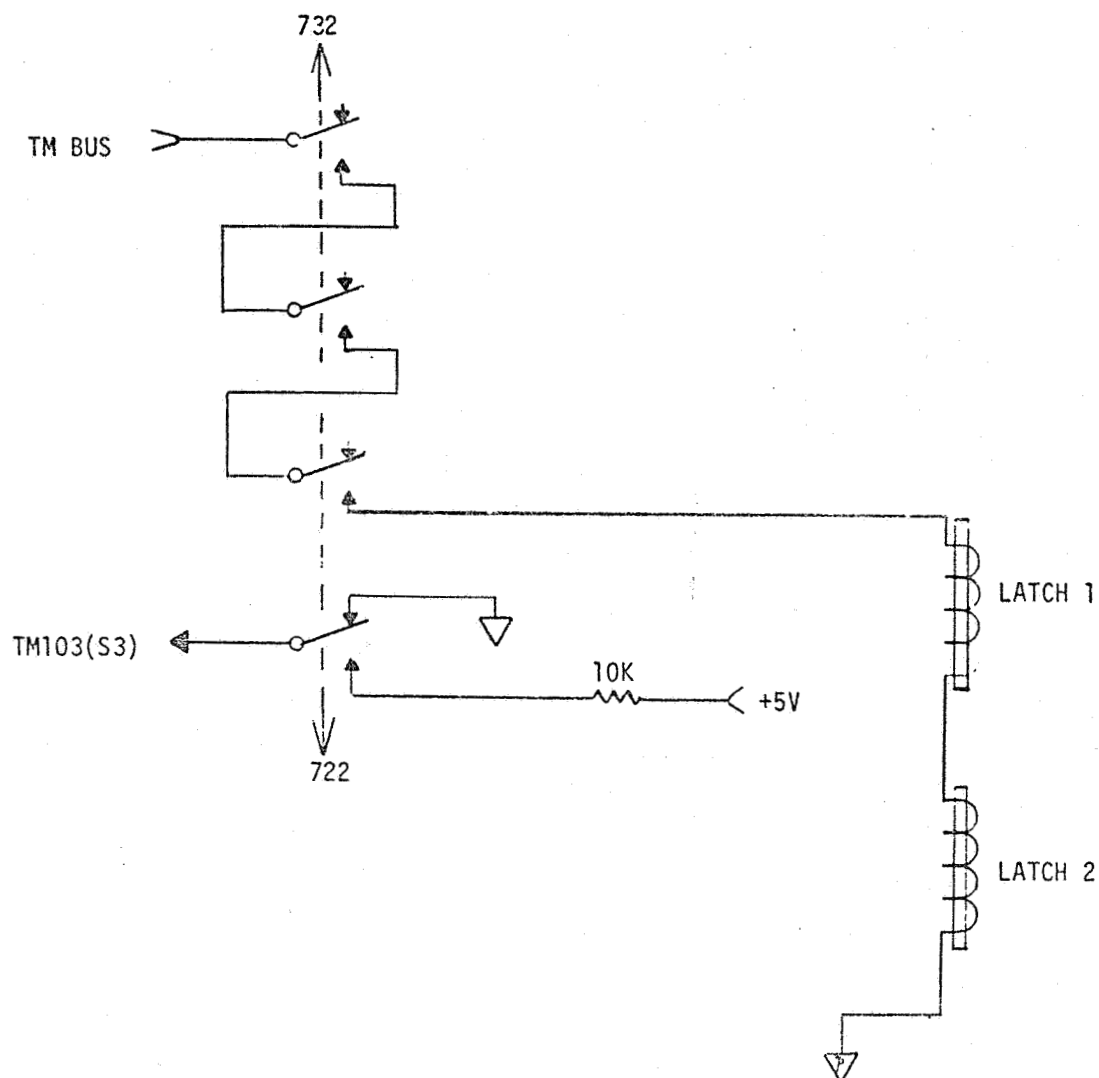 732
TM BUS
LATCH 1
TM103(S3)
10K
+5V
722
LATCH 2